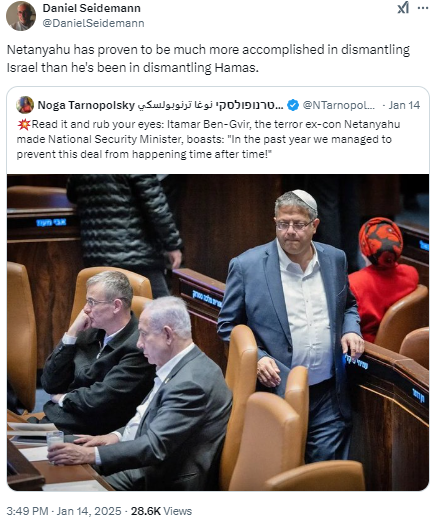 Daniel Seidemann
@DanielSeidemann
Netanyahu has proven to be much more accomplished in dismantling
Israel than he's been in dismantling Hamas.
Noga Tarnopolsky نوغا ترنوبولسكي טרנופולסקי... @NTarnopol... · Jan 14
💥Read it and rub your eyes: Itamar Ben-Gvir, the terror ex-con Netanyahu
made National Security Minister, boasts: "In the past year we managed to
prevent this deal from happening time after time!"
3:49 PM · Jan 14, 2025 · 28.6K Views